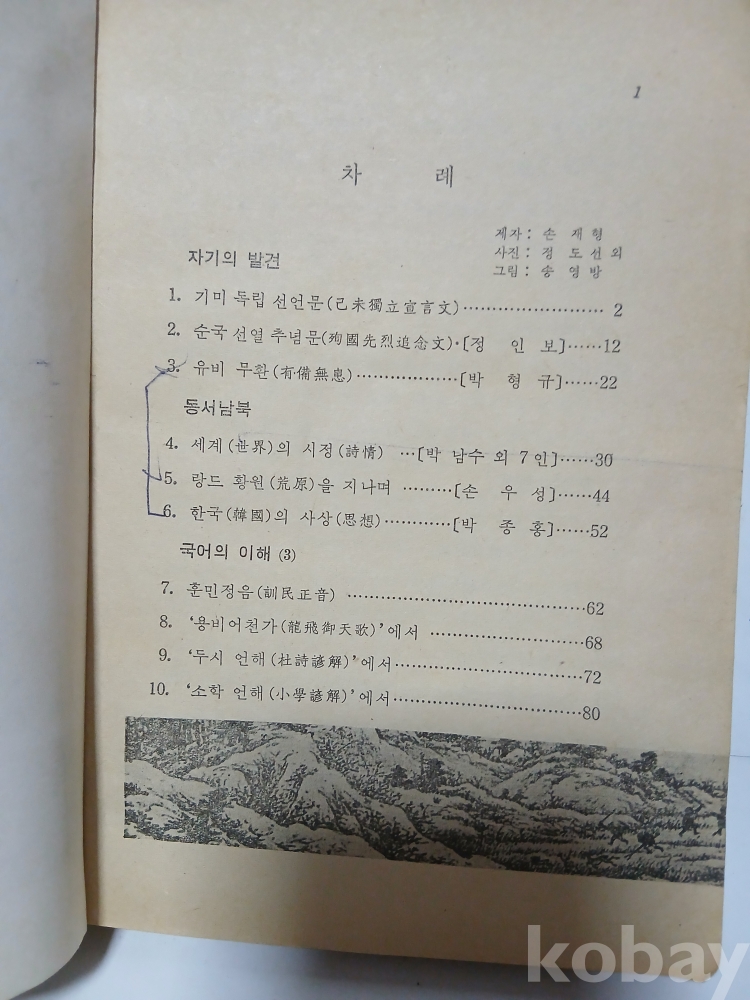 1
차 례
제자: 손 재 형
사진: 정 도 선 외
그림: 송 영 방
자기의 발견
1. 기미 독립 선언문(己未獨立宣言文)························ 2
2. 순국 선열 추념문(殉國先烈追念文)·[정 인 보]······12
3. 유비 무환(有備無患)··················[박 형 규]······22
동서남북
4. 세계(世界)의 시정(詩情) ···[박 남수 외 7 인]······30
5. 랑드 황원(荒原)을 지나며 ·········[손 우 성]······44
6. 한국(韓國)의 사상(思想)············[박 종 홍]······52
국어의 이해 (3)
7. 훈민정음(訓民正音) ········································62
8. ‘용비어천가(龍飛御天歌)’에서 ·························68
9. ‘두시 언해(杜詩諺解)’에서································72
10. ‘소학 언해(小學諺解)’에서································80
kobay